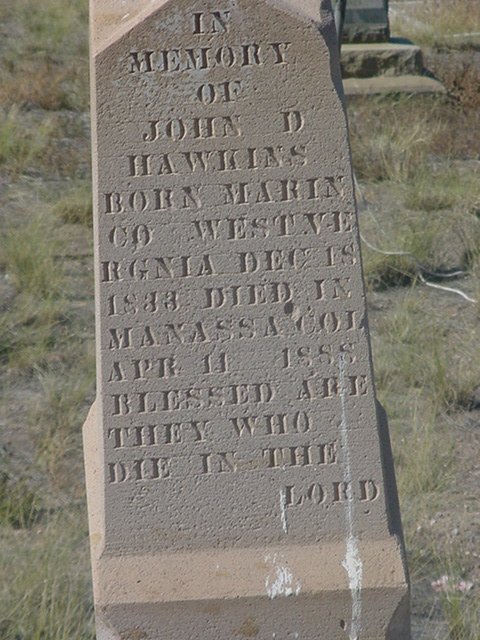 IN
MEMORY
OF
JOHN D
HAWKINS
BORN MARIN
CO WESTVE
RGNIA DEC 18
1833 DIED IN
MANASSA COL
APR 11 1888
BLESSED ARE
THEY WHO
DIE IN THE
LORD